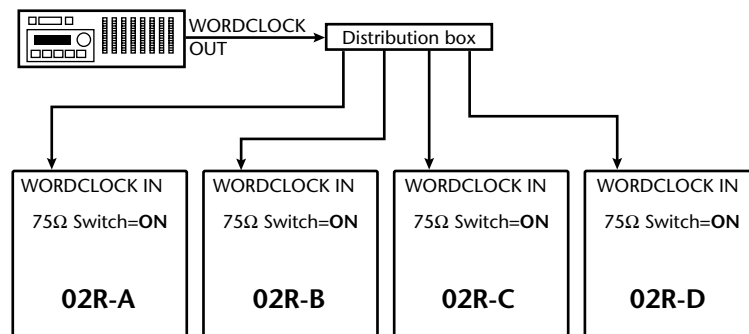 WORDCLOCK
OUT
Distribution box
WORDCLOCK IN
75Ω Switch=ON
02R-A
WORDCLOCK IN
75Ω Switch=ON
02R-B
WORDCLOCK IN
75Ω Switch=ON
02R-C
WORDCLOCK IN
75Ω Switch=ON
02R-D